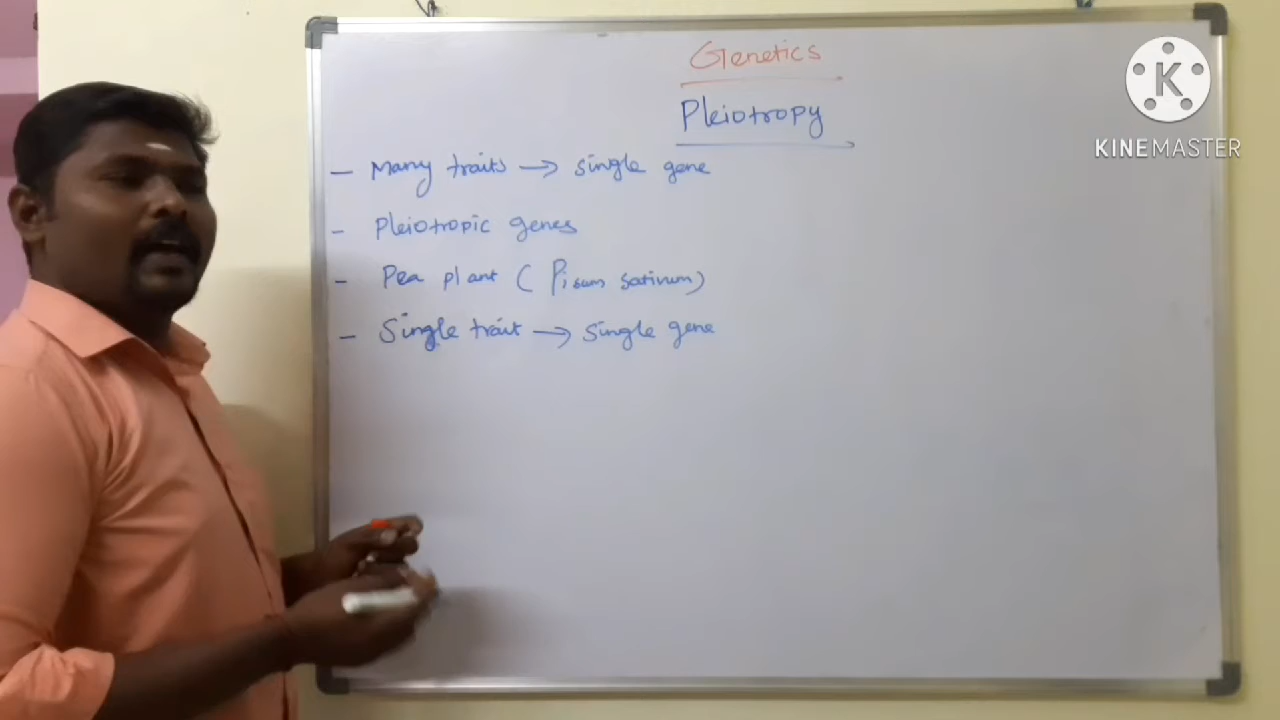 Genetics
Pleiotropy
- Many traits → single gene
- Pleiotropic genes
- Pea plant (Pisum sativum)
- Single trait → single gene
K
KINEMASTER